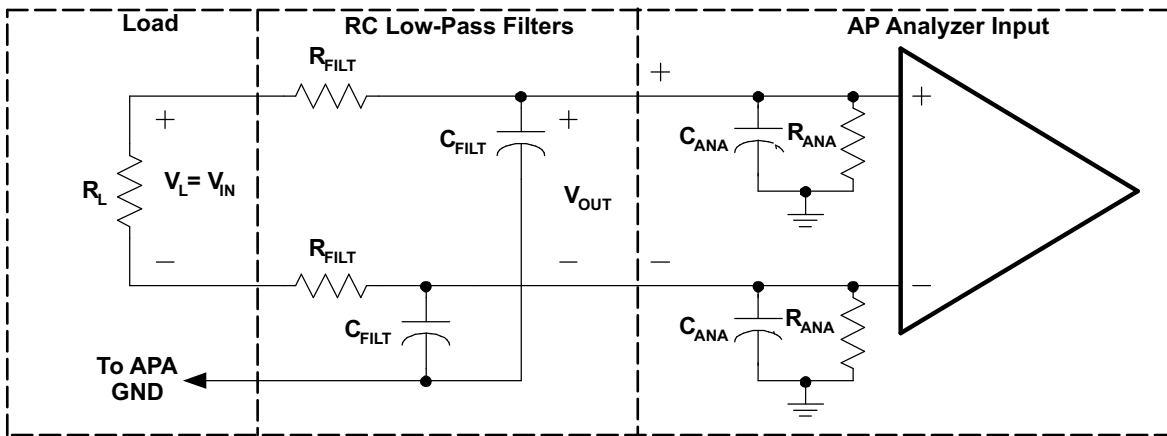 Load
RC Low-Pass Filters
AP Analyzer Input
R_FILT
+
+
+
C_FILT
+
C_ANA
R_ANA
R_L
V_L= V_IN
V_OUT
R_FILT
−
−
−
−
C_FILT
C_ANA
R_ANA
To APA
GND